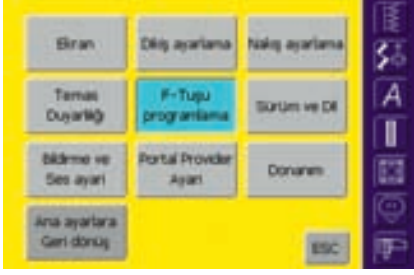 Ekran
Dikiş ayarlama
Nakış ayarlama
Temas
Duyarlılığı
F-Tuşu
programlama
Sürüm ve Dil
Bildirme ve
Ses ayarı
Portal Provider
Ayarı
Donanım
Ana ayarlara
Geri dönüş
ESC
A